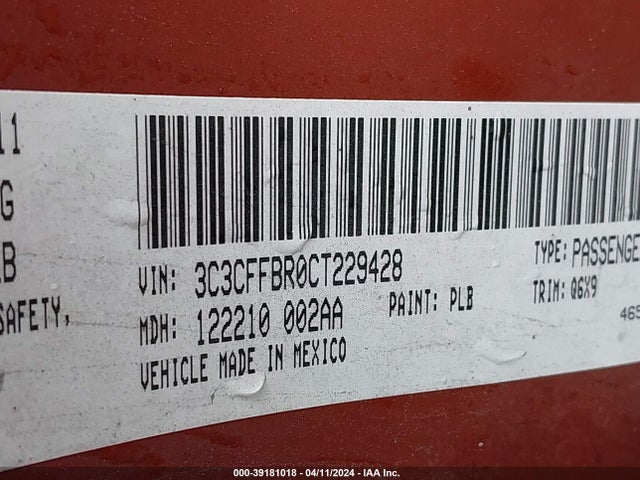 11
G
LB
SAFETY,
VIN: 3C3CFFBR0CT229428
TYPE: PASSENGE
MDH: 122210 002AA
PAINT: PLB
TRIM: Q6X9
VEHICLE MADE IN MEXICO
465
000-39181018 - 04/11/2024 - IAA Inc.